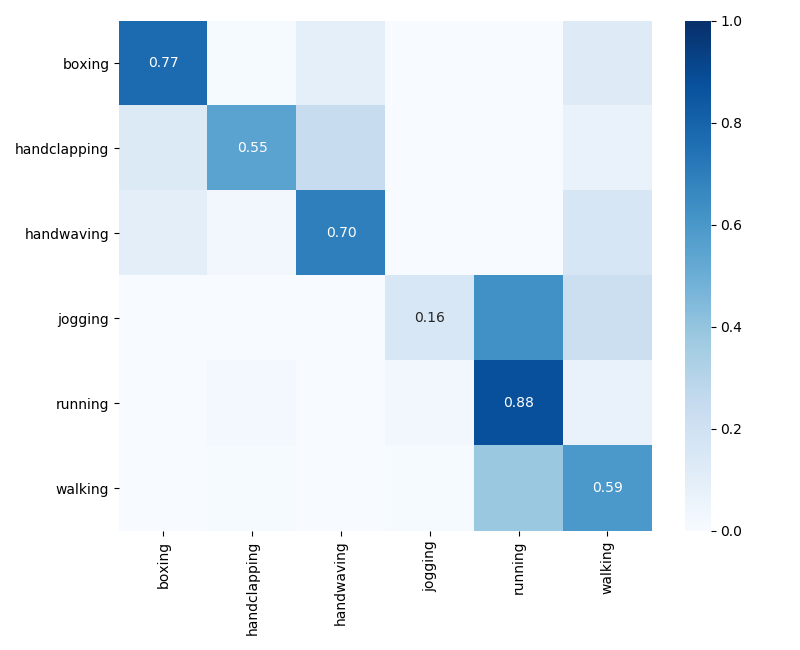 boxing 0.77
handclapping 0.55
handwaving 0.70
jogging 0.16
running 0.88
walking 0.59
boxing
handclapping
handwaving
jogging
running
walking
1.0
0.8
0.6
0.4
0.2
0.0